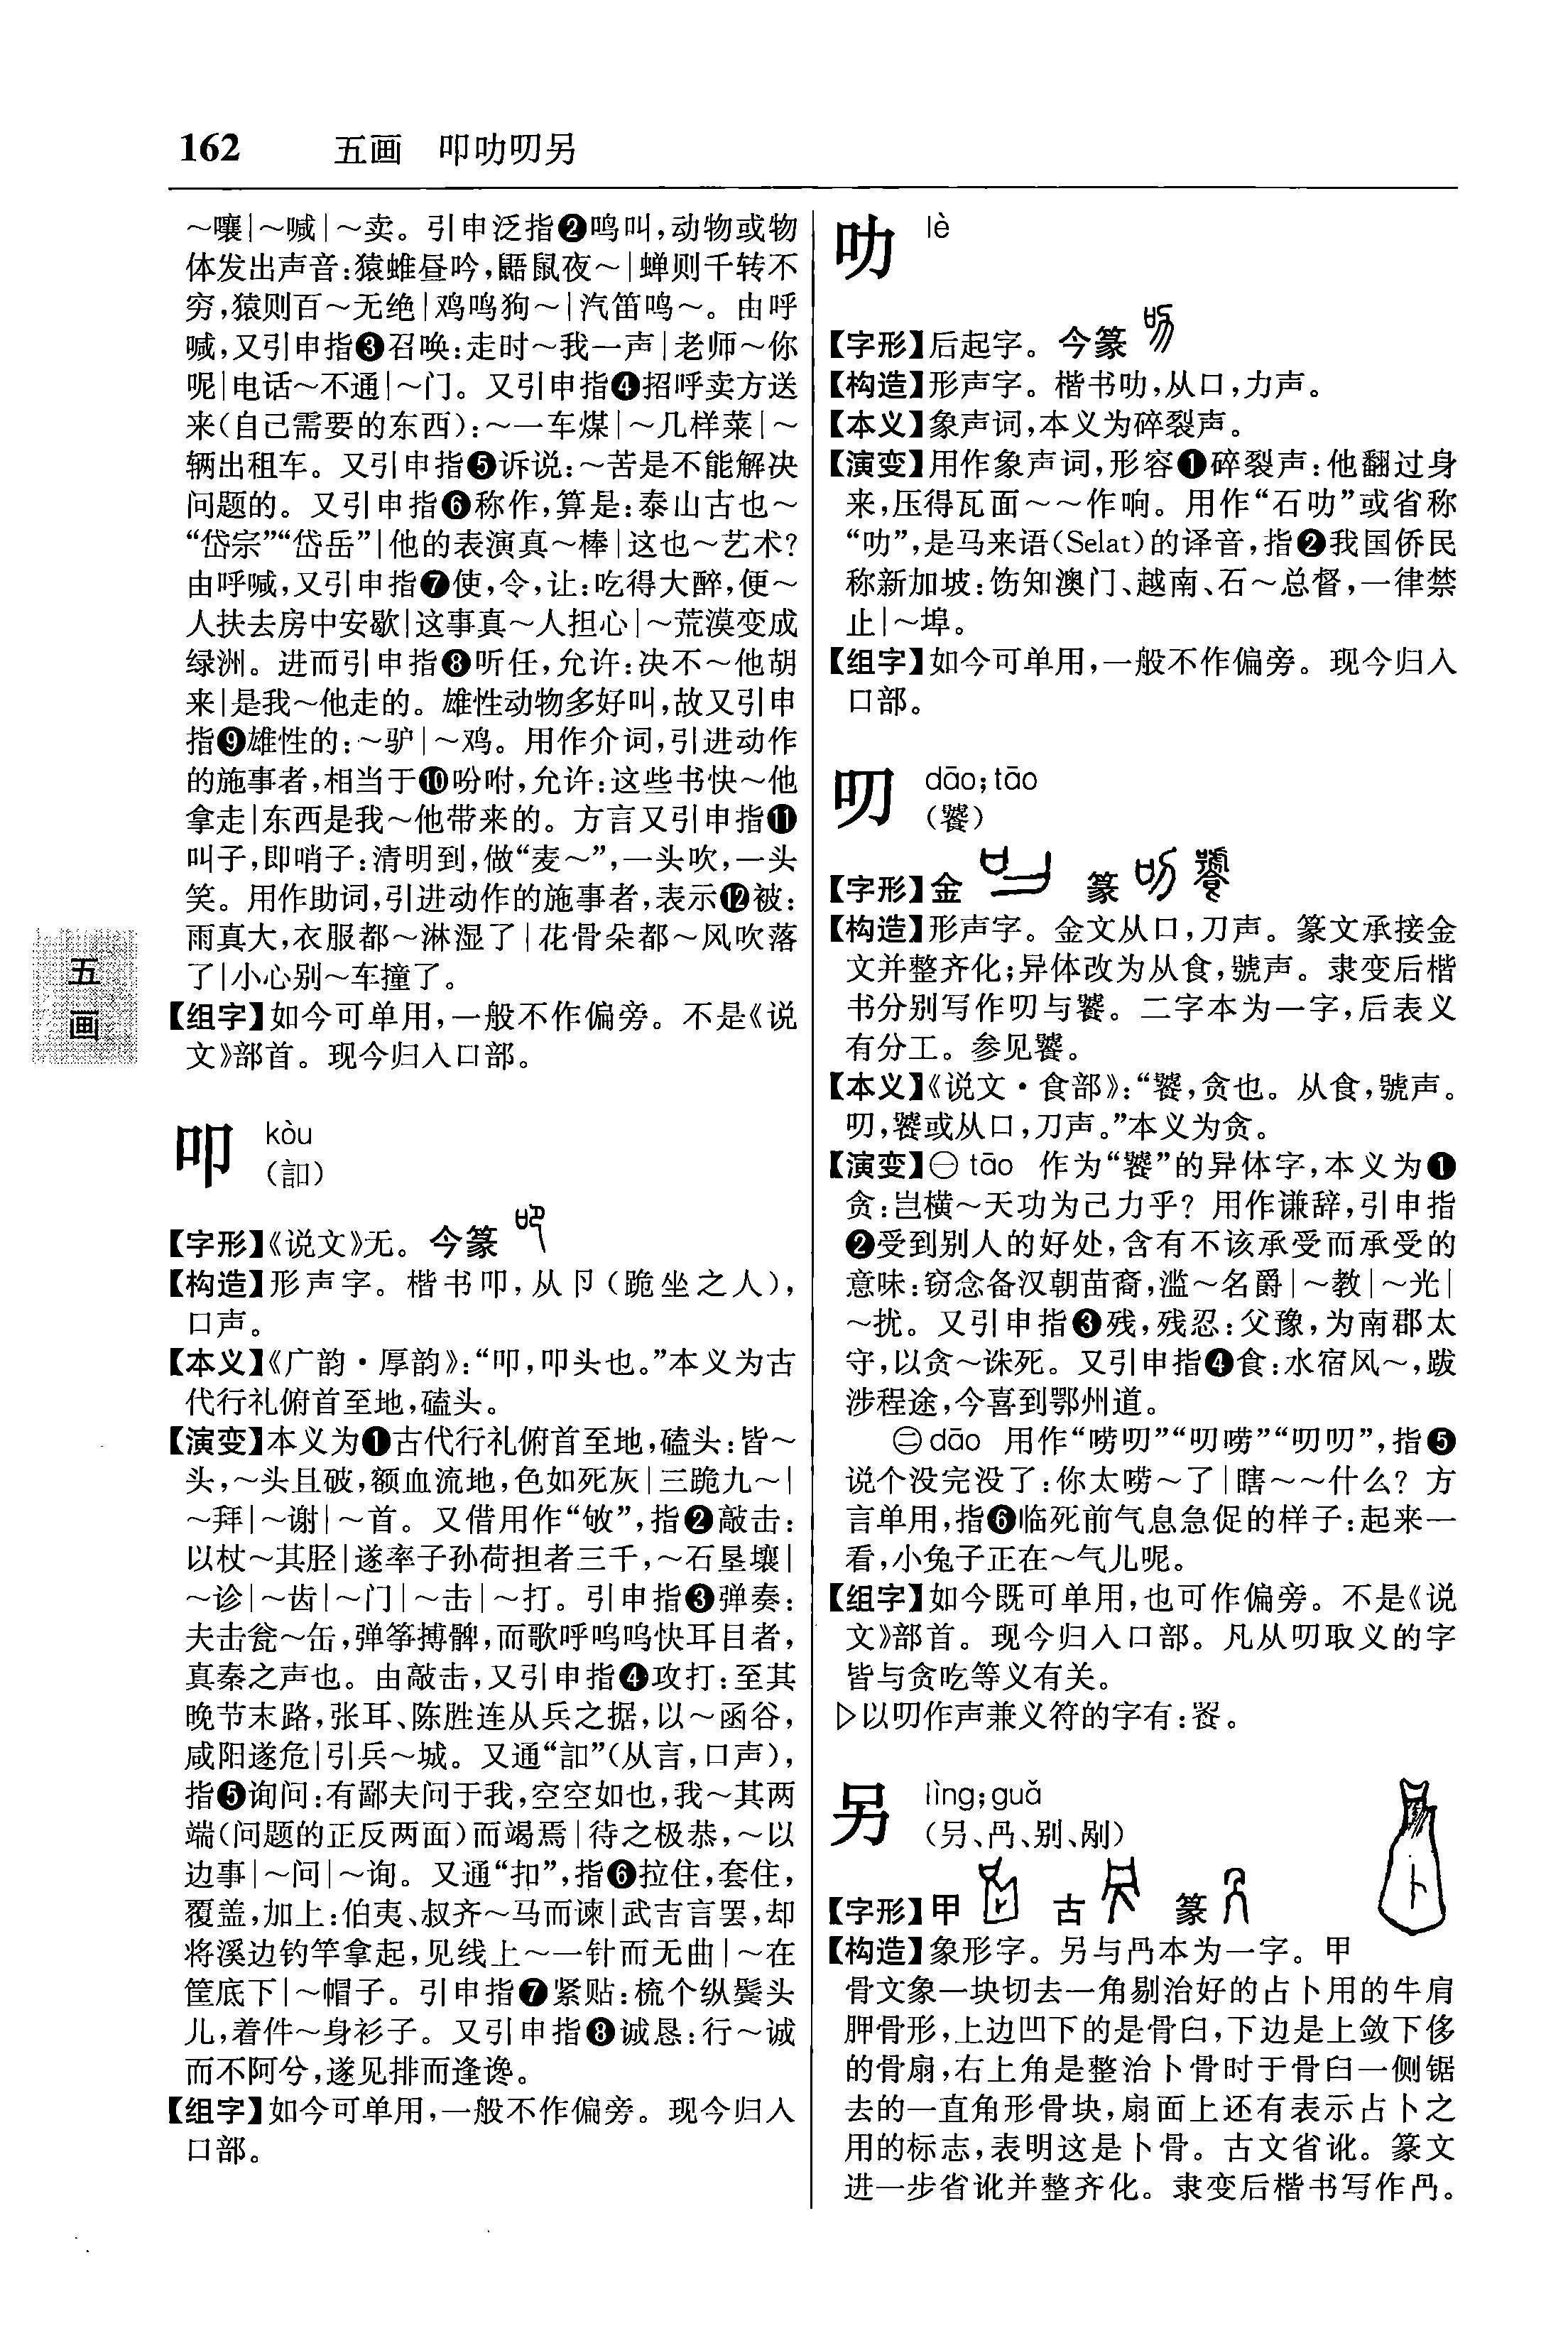 162 五画 叩叻叨另
～嚷|～喊|～卖。引申泛指❷鸣叫,动物或物
体发出声音:猿蜼昼吟,鼯鼠夜～|蝉则千转不
穷,猿则百～无绝|鸡鸣狗～|汽笛鸣～。由呼
喊,又引申指❸召唤:走时～我一声|老师～你
呢|电话～不通|～门。又引申指❹招呼卖方送
来(自己需要的东西):～一车煤|～几样菜|～
辆出租车。又引申指❺诉说:～苦是不能解决
问题的。又引申指❻称作,算是:泰山古也～
“岱宗”“岱岳”|他的表演真～棒|这也～艺术?
由呼喊,又引申指❼使,令,让:吃得大醉,便～
人扶去房中安歇|这事真～人担心|～荒漠变成
绿洲。进而引申指❽听任,允许:决不～他胡
来|是我～他走的。雄性动物多好叫,故又引申
指❾雄性的:～驴|～鸡。用作介词,引进动作
的施事者,相当于❿吩咐,允许:这些书快～他
拿走|东西是我～他带来的。方言又引申指⓫
叫子,即哨子:清明到,做“麦～”,一头吹,一头
笑。用作助词,引进动作的施事者,表示⓬被:
雨真大,衣服都～淋湿了|花骨朵都～风吹落
了|小心别～车撞了。
【组字】如今可单用,一般不作偏旁。不是《说
文》部首。现今归入口部。
五
画
叩 kòu
(訆)
【字形】《说文》无。今篆
【构造】形声字。楷书叩,从卩(跪坐之人),
口声。
【本义】《广韵·厚韵》:“叩,叩头也。”本义为古
代行礼俯首至地,磕头。
【演变】本义为❶古代行礼俯首至地,磕头:皆～
头,～头且破,额血流地,色如死灰|三跪九～|
～拜|～谢|～首。又借用作“敂”,指❷敲击:
以杖～其胫|遂率子孙荷担者三千,～石垦壤|
～诊|～齿|～门|～击|～打。引申指❸弹奏:
夫击瓮～缶,弹筝搏髀,而歌呼呜呜快耳目者,
真秦之声也。由敲击,又引申指❹攻打:至其
晚节末路,张耳、陈胜连从兵之据,以～函谷,
咸阳遂危|引兵～城。又通“訆”(从言,口声),
指❺询问:有鄙夫问于我,空空如也,我～其两
端(问题的正反两面)而竭焉|待之极恭,～以
边事|～问|～询。又通“扣”,指❻拉住,套住,
覆盖,加上:伯夷、叔齐～马而谏|武吉言罢,却
将溪边钓竿拿起,见线上～一针而无曲|～在
筐底下|～帽子。引申指❼紧贴:梳个纵鬓头
儿,着件～身衫子。又引申指❽诚恳:行～诚
而不阿兮,遂见排而逢谗。
【组字】如今可单用,一般不作偏旁。现今归入
口部。
叻 lè
【字形】后起字。今篆
【构造】形声字。楷书叻,从口,力声。
【本义】象声词,本义为碎裂声。
【演变】用作象声词,形容❶碎裂声:他翻过身
来,压得瓦面～～作响。用作“石叻”或省称
“叻”,是马来语(Selat)的译音,指❷我国侨民
称新加坡:饬知澳门、越南、石～总督,一律禁
止|～埠。
【组字】如今可单用,一般不作偏旁。现今归入
口部。
叨 dāo;tāo
(饕)
【字形】金 篆
【构造】形声字。金文从口,刀声。篆文承接金
文并整齐化;异体改为从食,號声。隶变后楷
书分别写作叨与饕。二字本为一字,后表义
有分工。参见饕。
【本义】《说文·食部》:“饕,贪也。从食,號声。
叨,饕或从口,刀声。”本义为贪。
【演变】㊀tāo 作为“饕”的异体字,本义为❶
贪:岂横～天功为己力乎?用作谦辞,引申指
❷受到别人的好处,含有不该承受而承受的
意味:窃念备汉朝苗裔,滥～名爵|～教|～光|
～扰。又引申指❸残,残忍:父豫,为南郡太
守,以贪～诛死。又引申指❹食:水宿风～,跋
涉程途,今喜到鄂州道。
㊁dāo 用作“唠叨”“叨唠”“叨叨”,指❺
说个没完没了:你太唠～了|瞎～～什么?方
言单用,指❻临死前气息急促的样子:起来一
看,小兔子正在～气儿呢。
【组字】如今既可单用,也可作偏旁。不是《说
文》部首。现今归入口部。凡从叨取义的字
皆与贪吃等义有关。
▷以叨作声兼义符的字有:飸。
另 lìng;guǎ
(另、冎、别、剐)
【字形】甲 古 篆
【构造】象形字。另与冎本为一字。甲
骨文象一块切去一角剔治好的占卜用的牛肩
胛骨形,上边凹下的是骨臼,下边是上敛下侈
的骨扇,右上角是整治卜骨时于骨臼一侧锯
去的一直角形骨块,扇面上还有表示占卜之
用的标志,表明这是卜骨。古文省讹。篆文
进一步省讹并整齐化。隶变后楷书写作冎。